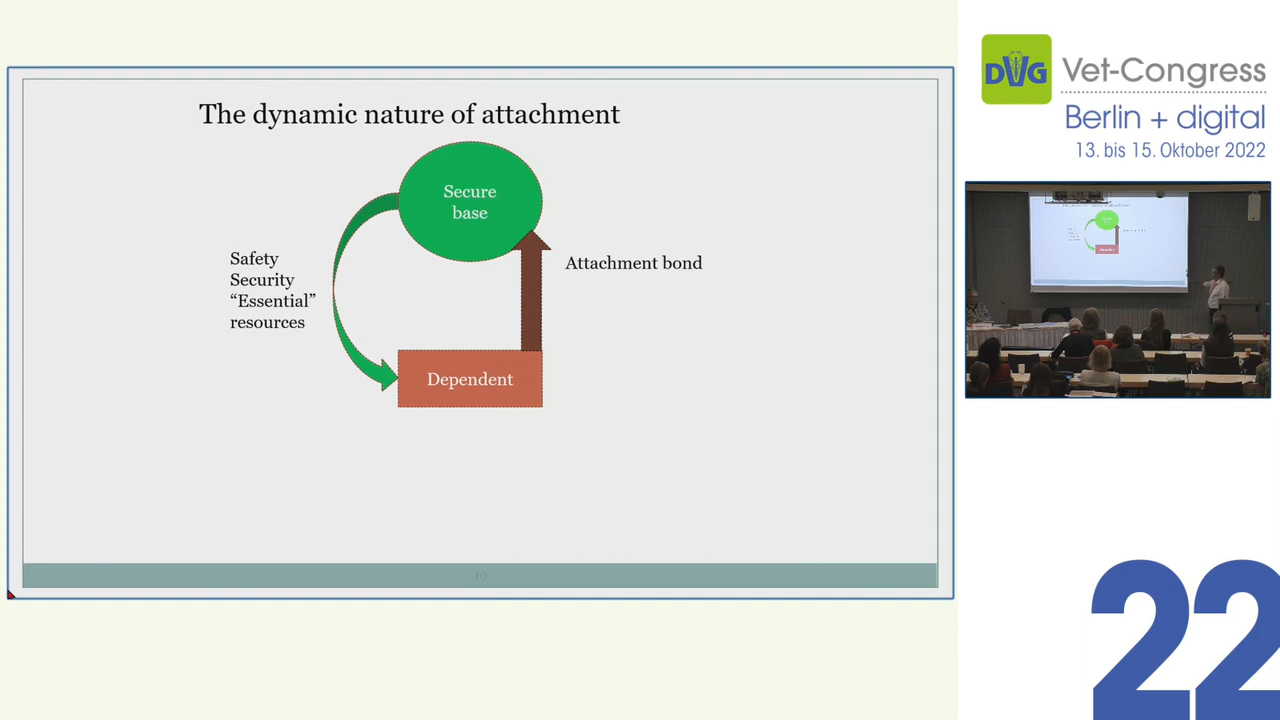 The dynamic nature of attachment
Secure
base
Safety
Security
“Essential”
resources
Attachment bond
Dependent
10
DVG
Vet-Congress
Berlin + digital
13. bis 15. Oktober 2022
22